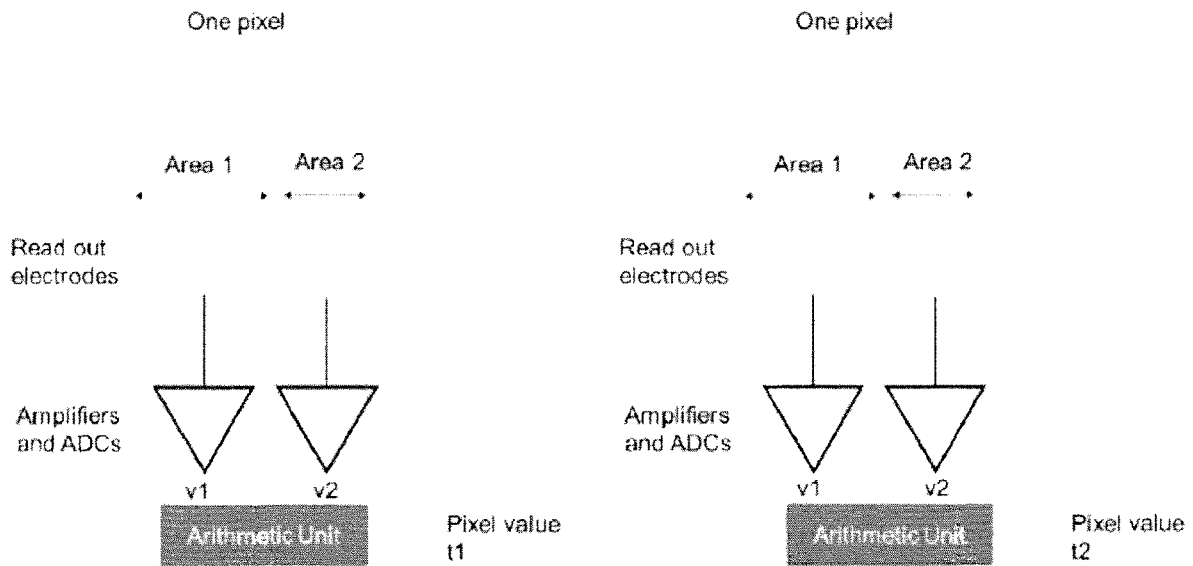 One pixel
One pixel
Area 1
Area 2
Area 1
Area 2
Read out
electrodes
Read out
electrodes
Amplifiers
and ADCs
Amplifiers
and ADCs
v1
v2
v1
v2
Arithmetic Unit
Pixel value
t1
Arithmetic Unit
Pixel value
t2